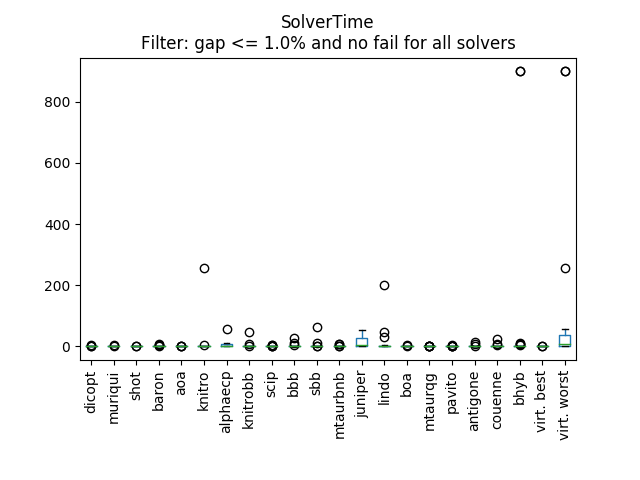 SolverTime
Filter: gap <= 1.0% and no fail for all solvers
800
600
400
200
0
dicopt
muriqui
shot
baron
aoa
knitro
alphaecp
knitrobb
scip
bbb
sbb
mtaurbnb
juniper
lindo
boa
mtaurqg
pavito
antigone
couenne
bhyb
virt. best
virt. worst